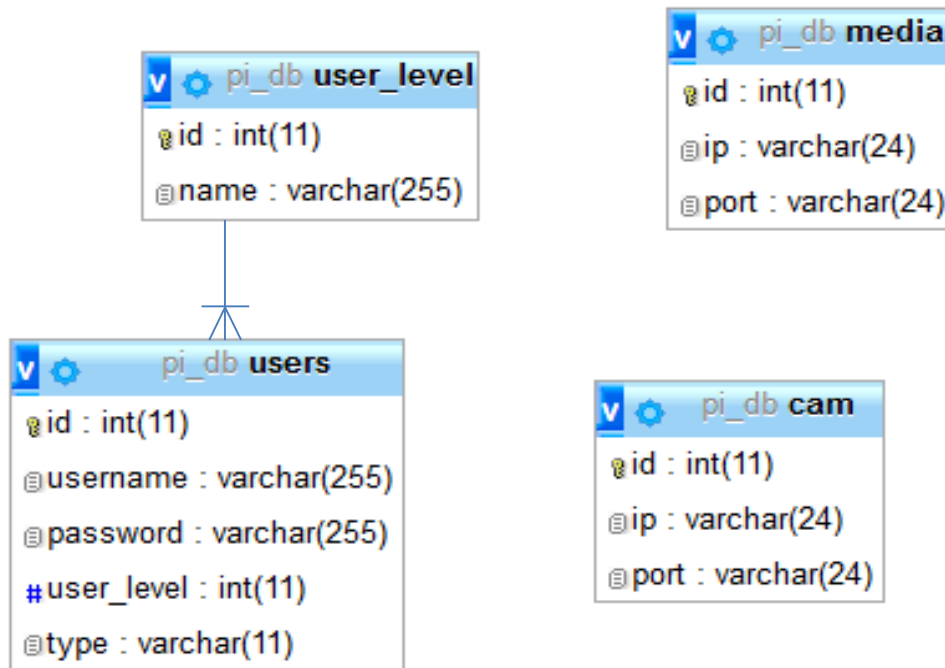 v pi_db user_level
id : int(11)
name : varchar(255)
v pi_db media
id : int(11)
ip : varchar(24)
port : varchar(24)
v pi_db users
id : int(11)
username : varchar(255)
password : varchar(255)
# user_level : int(11)
type : varchar(11)
v pi_db cam
id : int(11)
ip : varchar(24)
port : varchar(24)